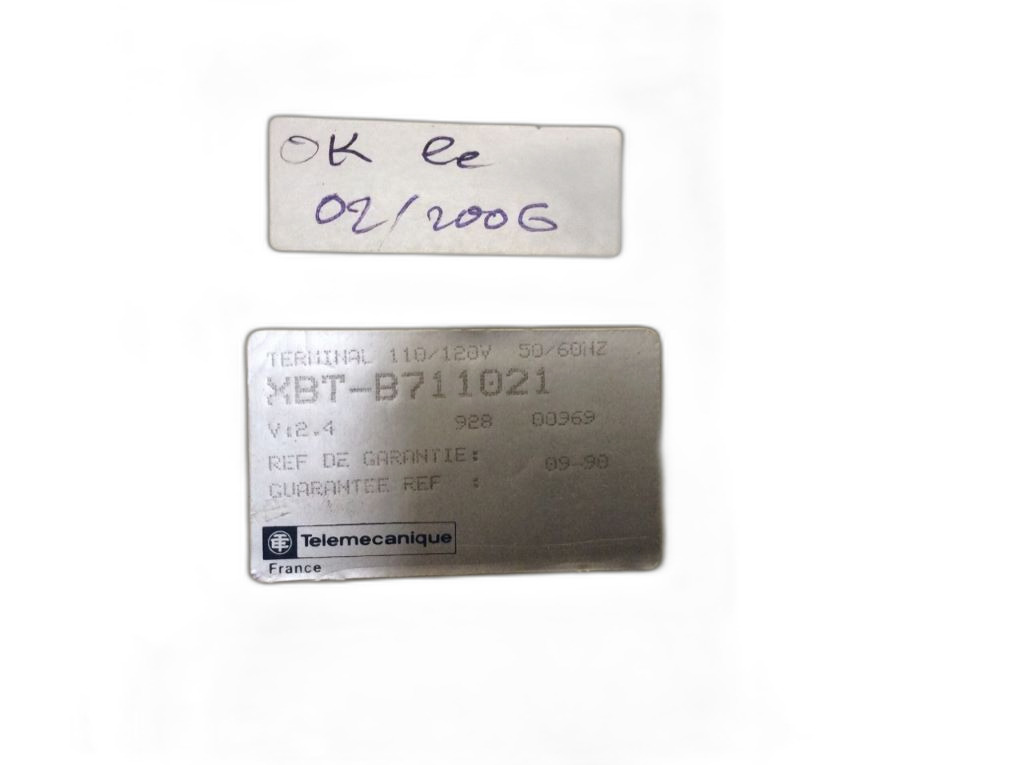 OK le
02/2006
TERMINAL 110/120V 50/60HZ
XBT-B711021
V:2.4 928 00969
REF DE GARANTIE: 09-90
GUARANTEE REF :
Telemecanique
France